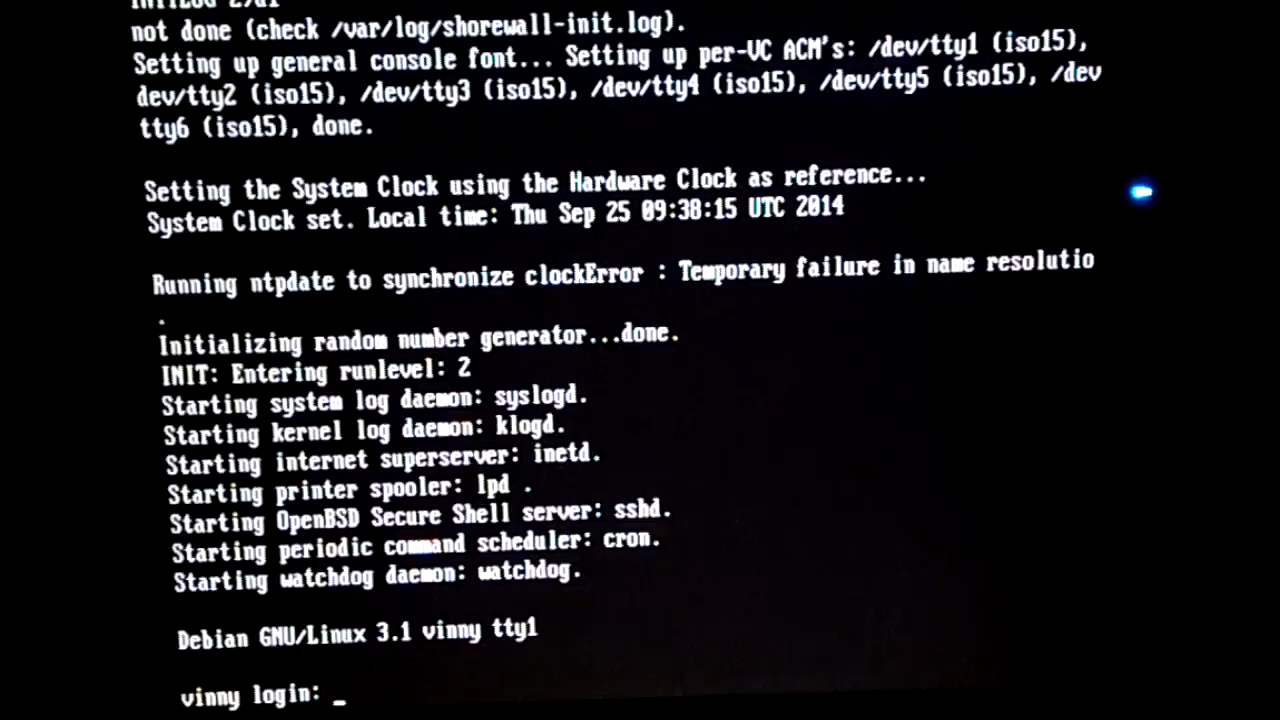 not done (check /var/log/shorewall-init.log).
Setting up general console font... Setting up per-VC ACM's: /dev/tty1 (iso15),
dev/tty2 (iso15), /dev/tty3 (iso15), /dev/tty4 (iso15), /dev/tty5 (iso15), /dev
tty6 (iso15), done.
Setting the System Clock using the Hardware Clock as reference...
System Clock set. Local time: Thu Sep 25 09:38:15 UTC 2014
Running ntpdate to synchronize clockError : Temporary failure in name resolutio
.
Initializing random number generator...done.
INIT: Entering runlevel: 2
Starting system log daemon: syslogd.
Starting kernel log daemon: klogd.
Starting internet superserver: inetd.
Starting printer spooler: lpd .
Starting OpenBSD Secure Shell server: sshd.
Starting periodic command scheduler: cron.
Starting watchdog daemon: watchdog.
Debian GNU/Linux 3.1 vinny tty1
vinny login: _